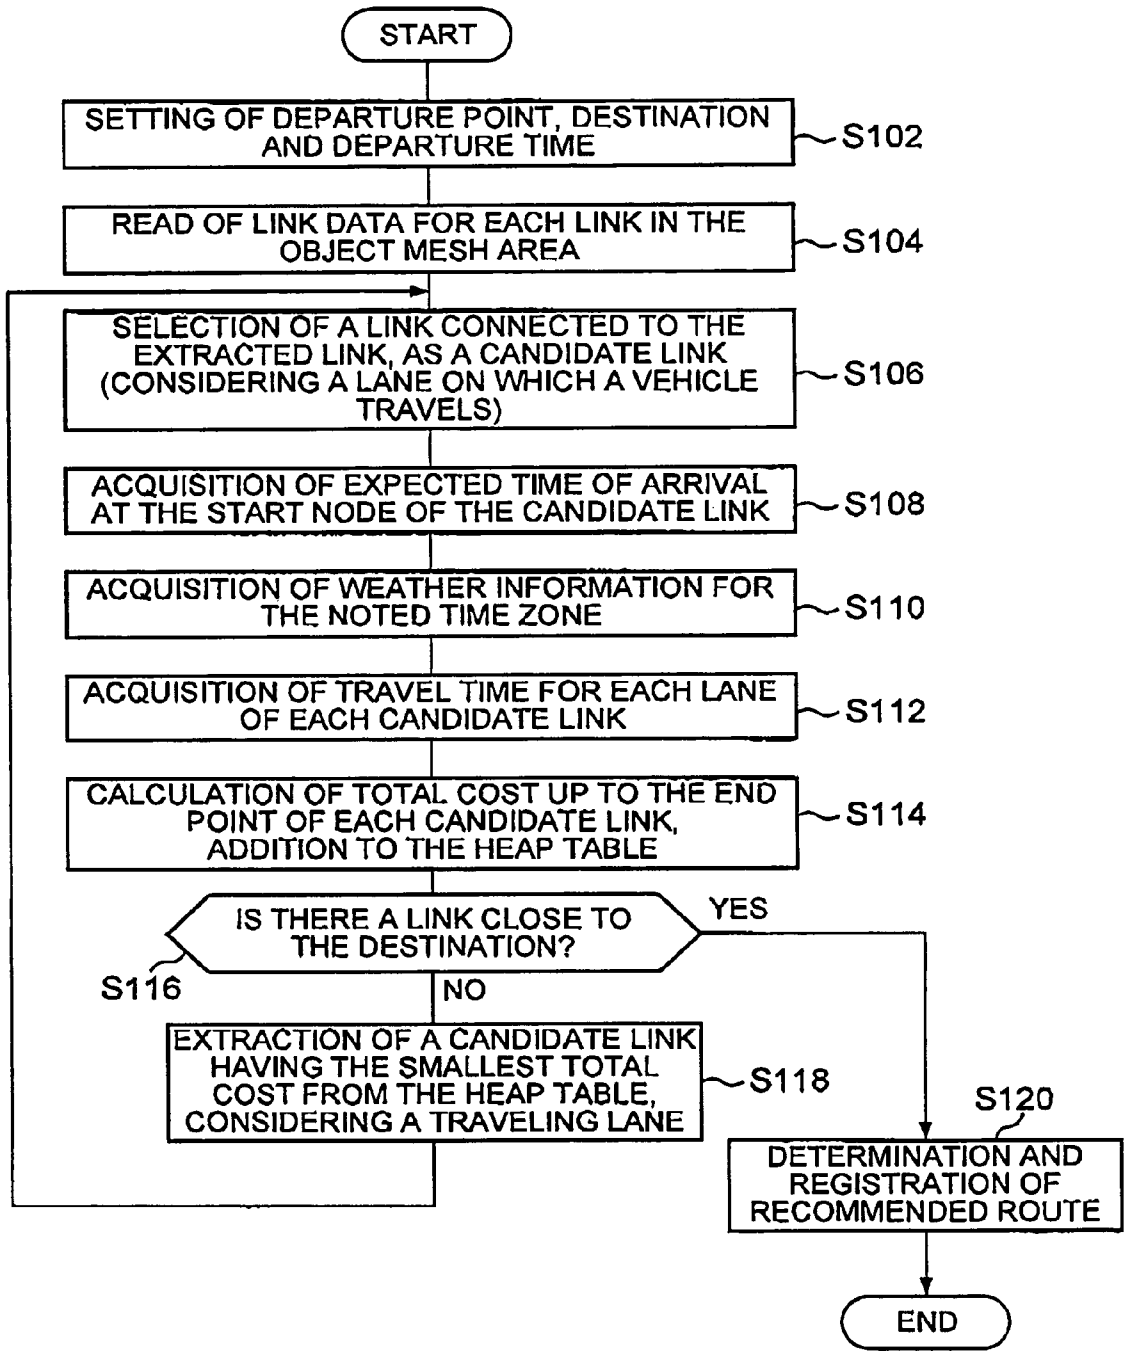 START
SETTING OF DEPARTURE POINT, DESTINATION
AND DEPARTURE TIME
S102
READ OF LINK DATA FOR EACH LINK IN THE
OBJECT MESH AREA
S104
SELECTION OF A LINK CONNECTED TO THE
EXTRACTED LINK, AS A CANDIDATE LINK
(CONSIDERING A LANE ON WHICH A VEHICLE
TRAVELS)
S106
ACQUISITION OF EXPECTED TIME OF ARRIVAL
AT THE START NODE OF THE CANDIDATE LINK
S108
ACQUISITION OF WEATHER INFORMATION FOR
THE NOTED TIME ZONE
S110
ACQUISITION OF TRAVEL TIME FOR EACH LANE
OF EACH CANDIDATE LINK
S112
CALCULATION OF TOTAL COST UP TO THE END
POINT OF EACH CANDIDATE LINK,
ADDITION TO THE HEAP TABLE
S114
IS THERE A LINK CLOSE TO
THE DESTINATION?
YES
S116
NO
EXTRACTION OF A CANDIDATE LINK
HAVING THE SMALLEST TOTAL
COST FROM THE HEAP TABLE,
CONSIDERING A TRAVELING LANE
S118
S120
DETERMINATION AND
REGISTRATION OF
RECOMMENDED ROUTE
END